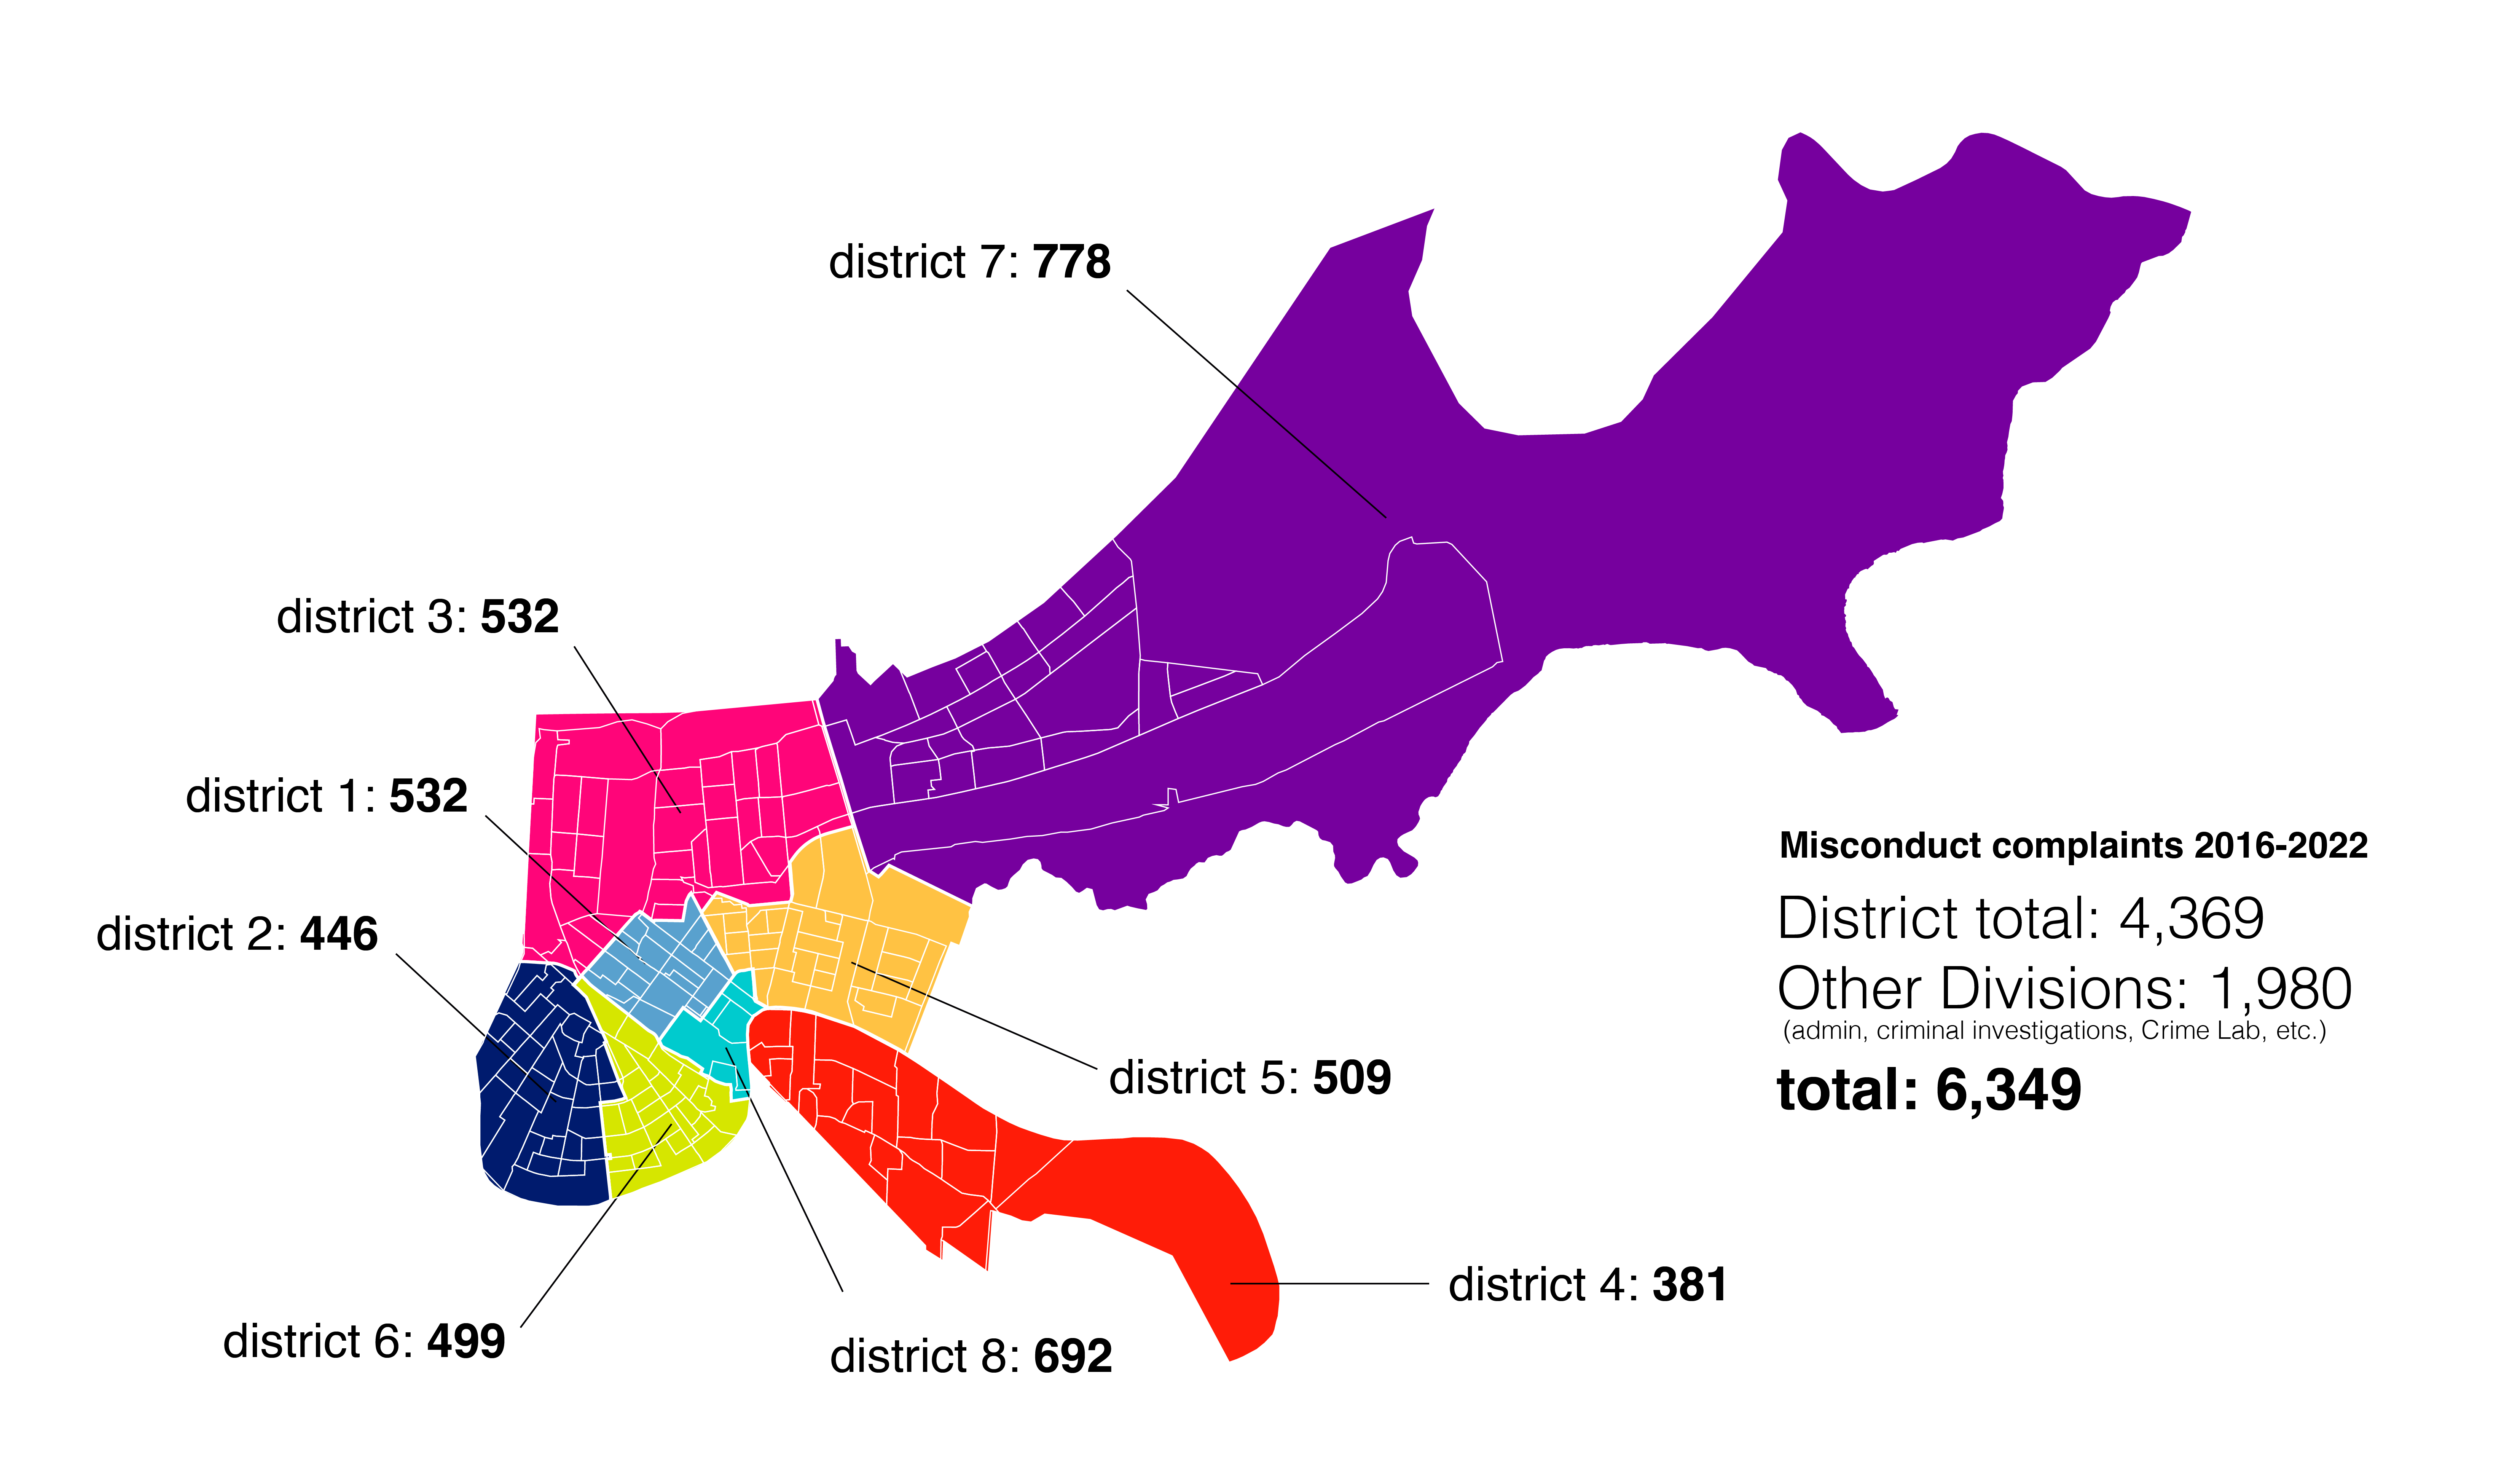 district 7: 778
district 3: 532
district 1: 532
district 2: 446
district 5: 509
district 4: 381
district 6: 499
district 8: 692
Misconduct complaints 2016-2022
District total: 4,369
Other Divisions: 1,980
(admin, criminal investigations, Crime Lab, etc.)
total: 6,349